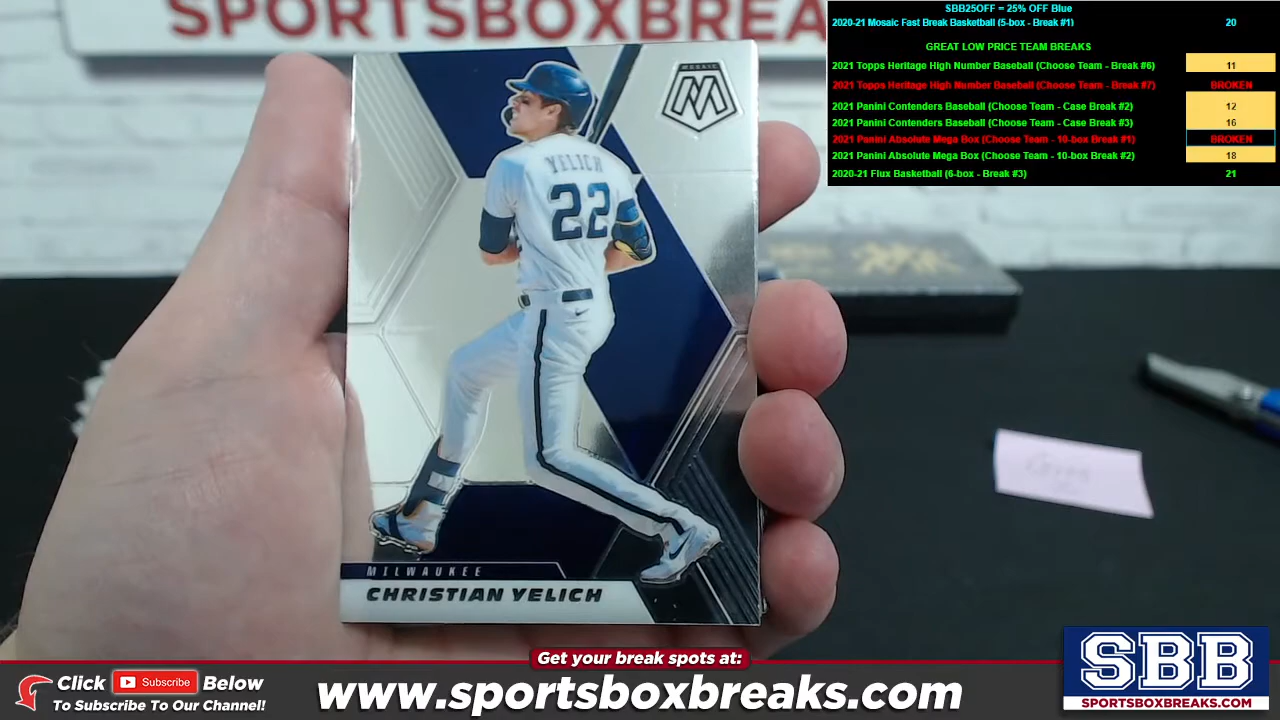 SPORTSBOXBREAKS.COM
SBB25OFF = 25% OFF Blue
2020-21 Mosaic Fast Break Basketball (5-box - Break #1) 20
GREAT LOW PRICE TEAM BREAKS
2021 Topps Heritage High Number Baseball (Choose Team - Break #6) 11
2021 Topps Heritage High Number Baseball (Choose Team - Break #7) BROKEN
2021 Panini Contenders Baseball (Choose Team - Case Break #2) 12
2021 Panini Contenders Baseball (Choose Team - Case Break #3) 16
2021 Panini Absolute Mega Box (Choose Team - 10-box Break #1) BROKEN
2021 Panini Absolute Mega Box (Choose Team - 10-box Break #2) 18
2020-21 Flux Basketball (6-box - Break #3) 21
MOSAIC
M
YELICH
22
MILWAUKEE
CHRISTIAN YELICH
Get your break spots at:
Click Subscribe Below
To Subscribe To Our Channel!
www.sportsboxbreaks.com
SBB
SPORTSBOXBREAKS.COM